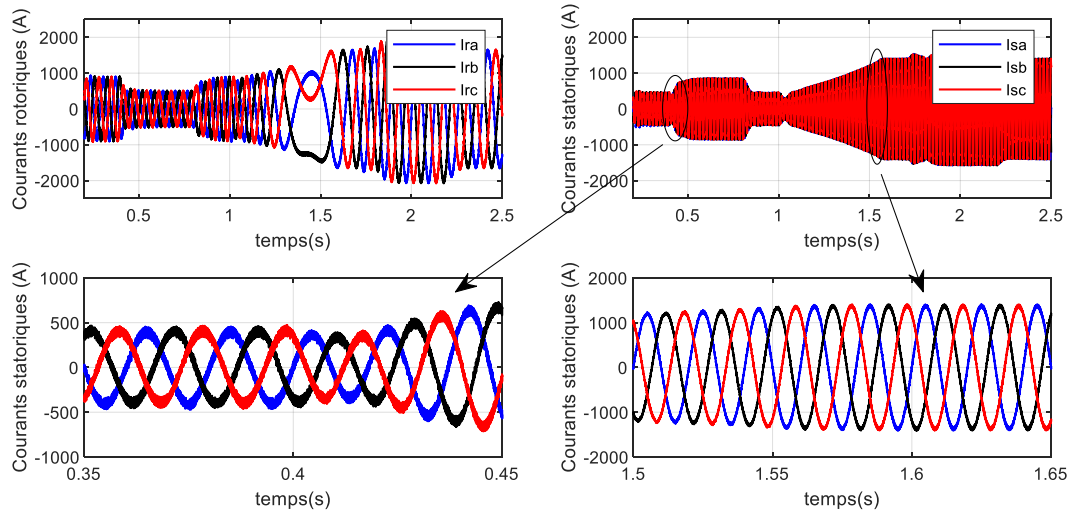 Courants rotoriques (A)
2000
1000
0
-1000
-2000
Ira
Irb
Irc
0.5
1
1.5
2
2.5
temps(s)
Courants statoriques (A)
2000
1000
0
-1000
-2000
Isa
Isb
Isc
0.5
1
1.5
2
2.5
temps(s)
Courants statoriques (A)
1000
500
0
-500
-1000
0.35
0.4
0.45
temps(s)
Courants statoriques (A)
2000
1000
0
-1000
-2000
1.5
1.55
1.6
1.65
temps(s)